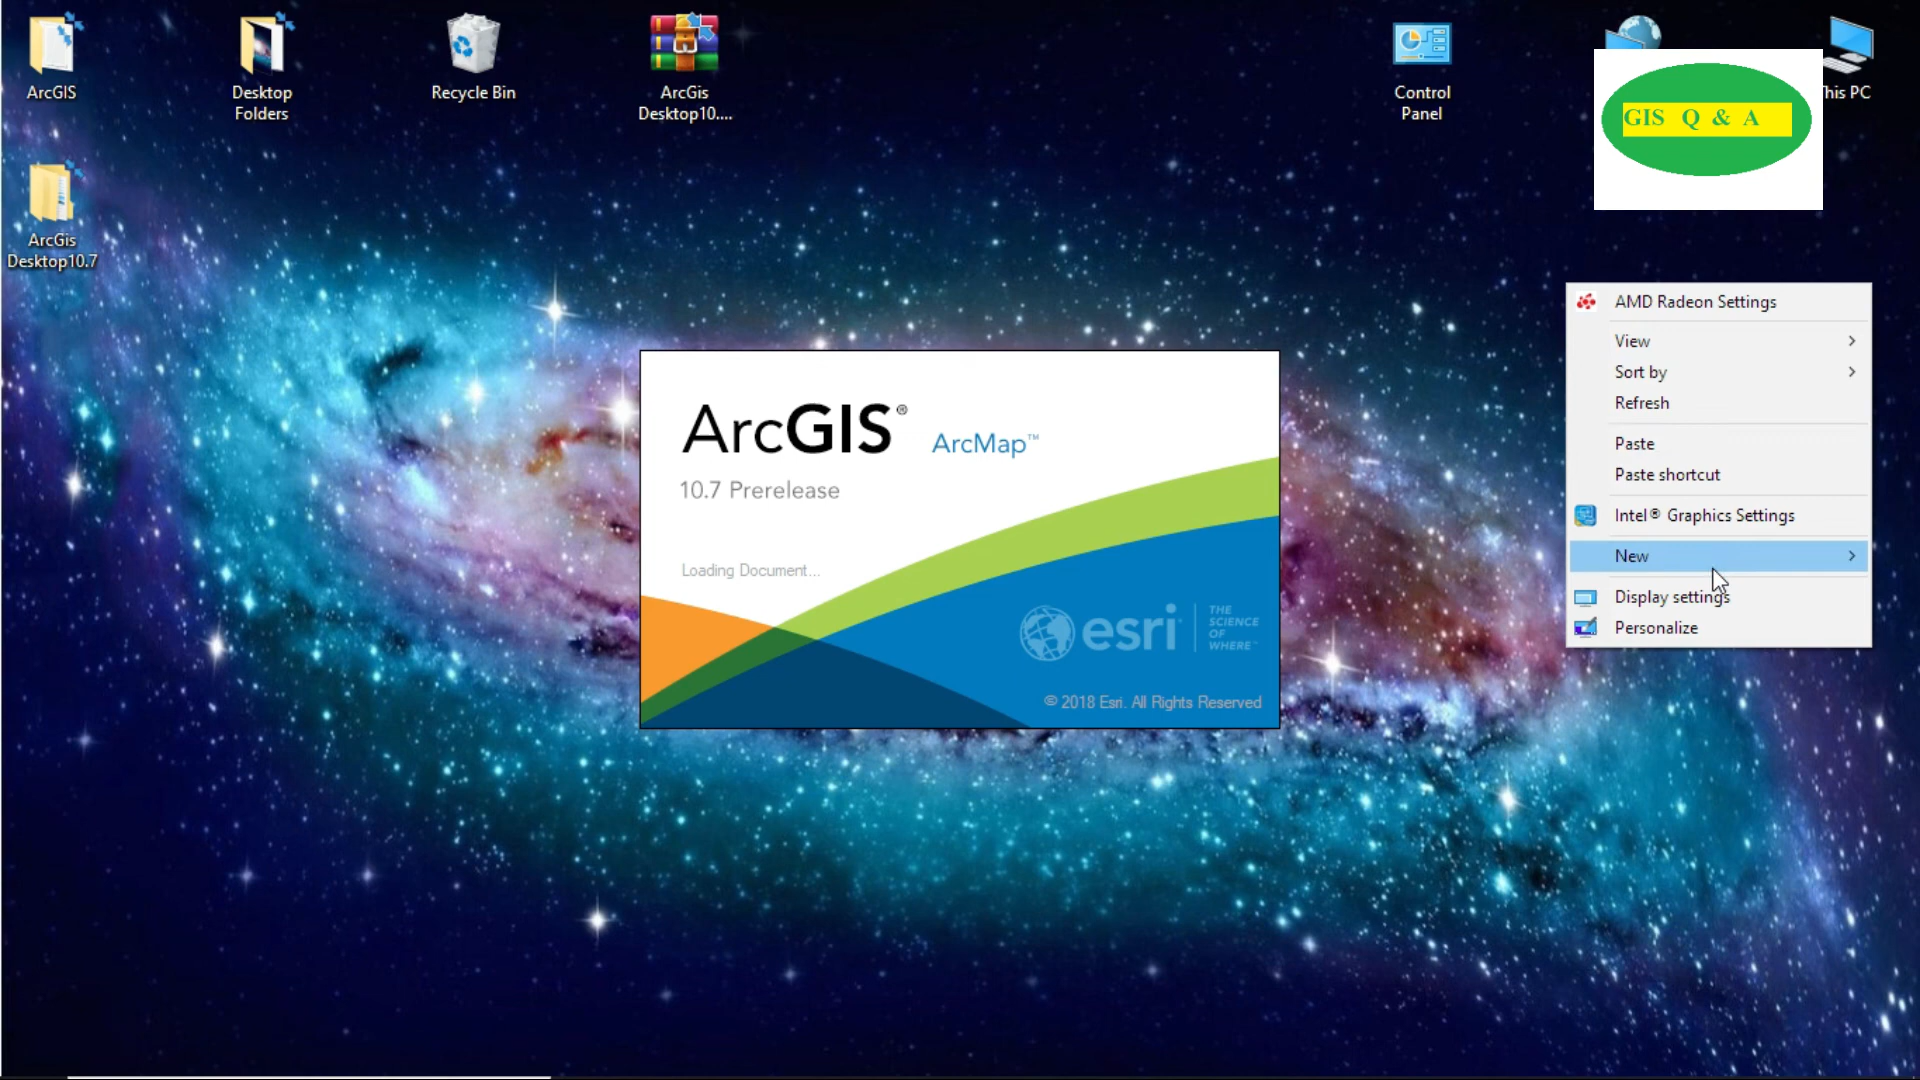 ArcGIS
Desktop
Folders
Recycle Bin
ArcGis
Desktop10....
Control
Panel
This PC
GIS Q & A
ArcGis
Desktop10.7
ArcGIS® ArcMap™
10.7 Prerelease
Loading Document...
esri
THE
SCIENCE
OF
WHERE™
© 2018 Esri. All Rights Reserved
AMD Radeon Settings
View
Sort by
Refresh
Paste
Paste shortcut
Intel® Graphics Settings
New
Display settings
Personalize